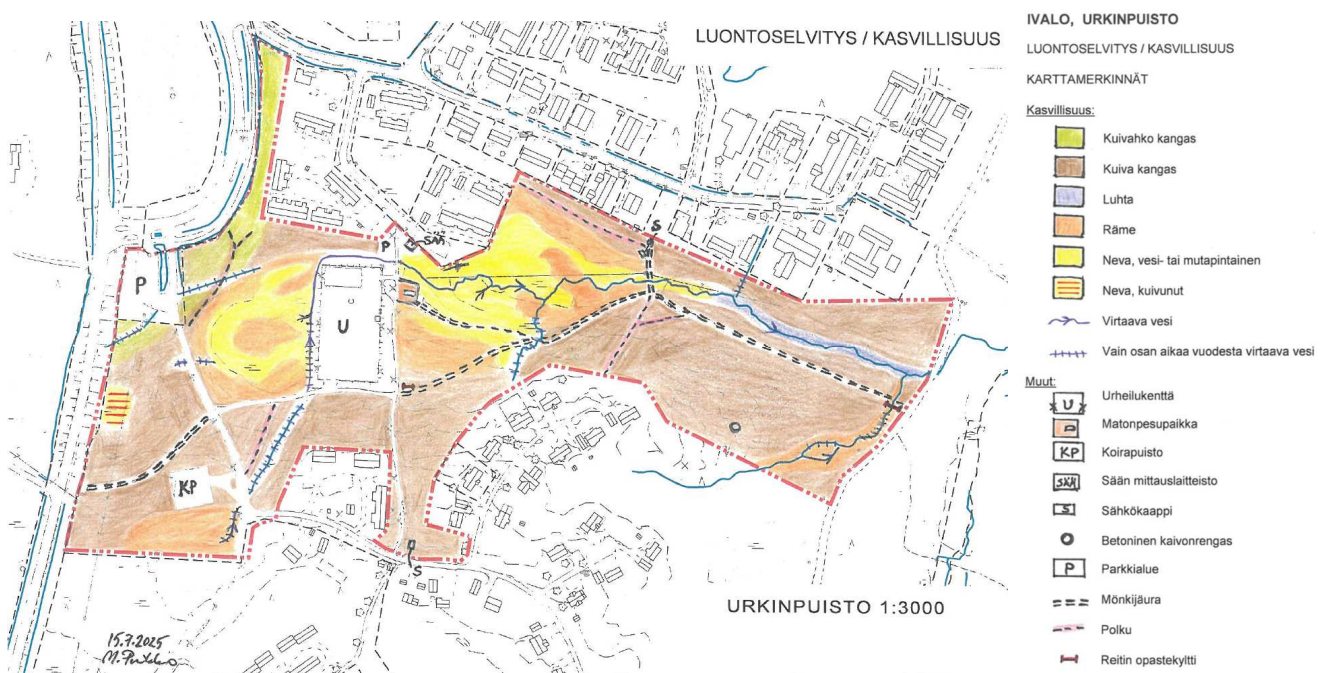 LUONTOSELVITYS / KASVILLISUUS
P
SÄÄ
S
P
U
KP
S
URKINPUISTO 1:3000
15.7.2025
IVALO, URKINPUISTO
LUONTOSELVITYS / KASVILLISUUS
KARTTAMERKINNÄT
Kasvillisuus:
Kuivahko kangas
Kuiva kangas
Luhta
Räme
Neva, vesi- tai mutapintainen
Neva, kuivunut
Virtaava vesi
Vain osan aikaa vuodesta virtaava vesi
Muut:
U Urheilukenttä
Matonpesupaikka
KP Koirapuisto
SÄÄ Sään mittauslaitteisto
S Sähkökaappi
Betoninen kaivonrengas
P Parkkialue
Mönkijäura
Polku
Reitin opastekyltti